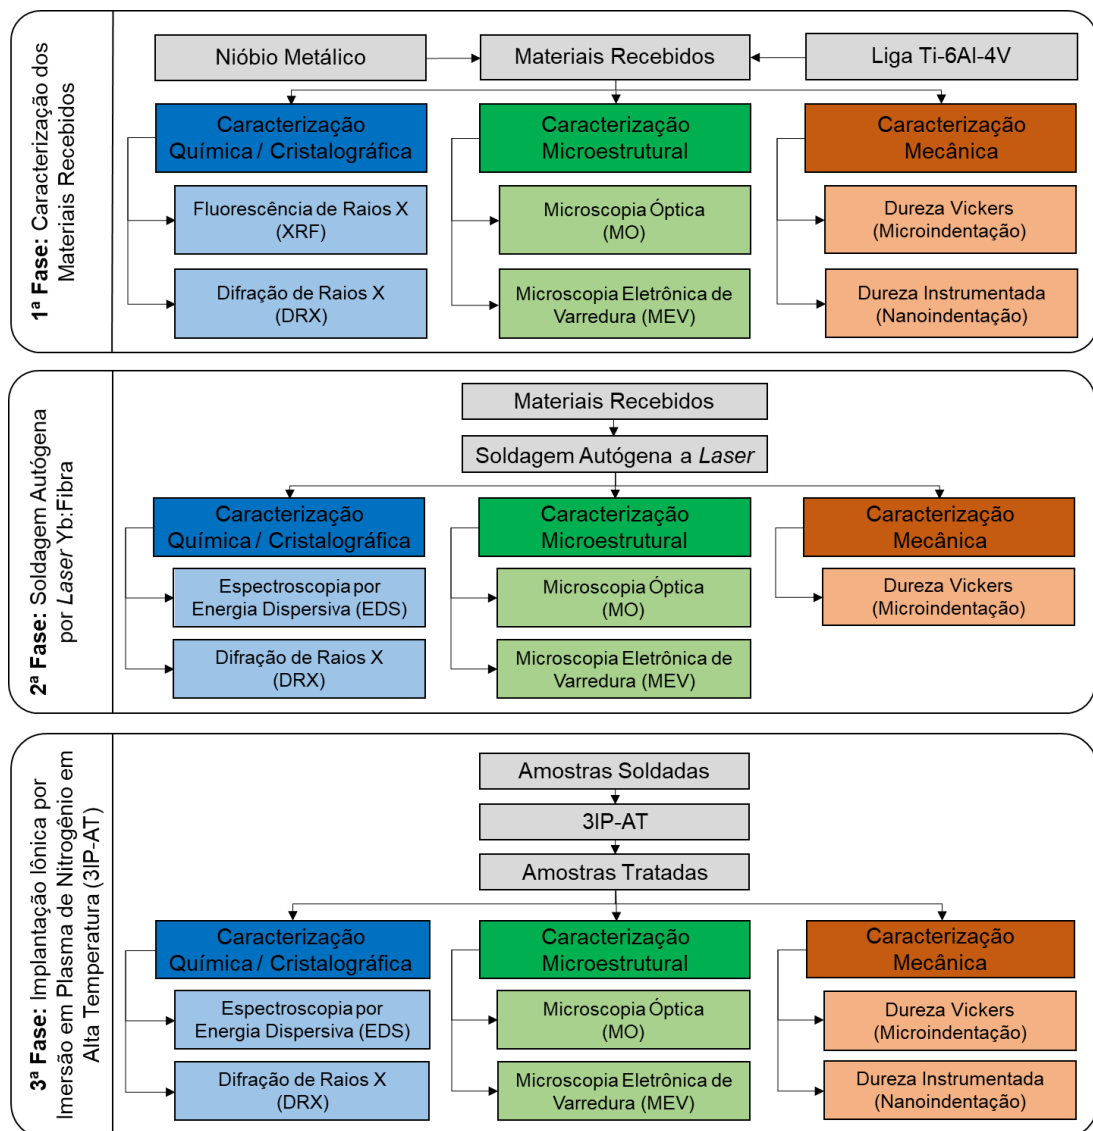 1ª Fase: Caracterização dos
Materiais Recebidos
Nióbio Metálico
Materiais Recebidos
Liga Ti-6Al-4V
Caracterização
Química / Cristalográfica
Caracterização
Microestrutural
Caracterização
Mecânica
Fluorescência de Raios X
(XRF)
Microscopia Óptica
(MO)
Dureza Vickers
(Microindentação)
Difração de Raios X
(DRX)
Microscopia Eletrônica de
Varredura (MEV)
Dureza Instrumentada
(Nanoindentação)
2ª Fase: Soldagem Autógena
por Laser Yb:Fibra
Materiais Recebidos
Soldagem Autógena a Laser
Caracterização
Química / Cristalográfica
Caracterização
Microestrutural
Caracterização
Mecânica
Espectroscopia por
Energia Dispersiva (EDS)
Microscopia Óptica
(MO)
Dureza Vickers
(Microindentação)
Difração de Raios X
(DRX)
Microscopia Eletrônica de
Varredura (MEV)
3ª Fase: Implantação Iônica por
Imersão em Plasma de Nitrogênio em
Alta Temperatura (3IP-AT)
Amostras Soldadas
3IP-AT
Amostras Tratadas
Caracterização
Química / Cristalográfica
Caracterização
Microestrutural
Caracterização
Mecânica
Espectroscopia por
Energia Dispersiva (EDS)
Microscopia Óptica
(MO)
Dureza Vickers
(Microindentação)
Difração de Raios X
(DRX)
Microscopia Eletrônica de
Varredura (MEV)
Dureza Instrumentada
(Nanoindentação)